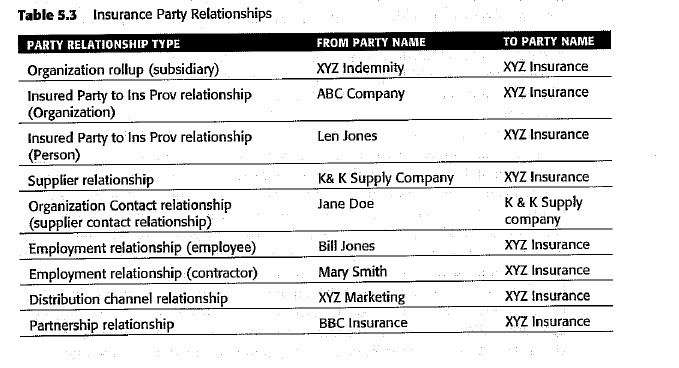 Table 5.3 Insurance Party Relationships
PARTY RELATIONSHIP TYPE FROM PARTY NAME TO PARTY NAME
Organization rollup (subsidiary) XYZ Indemnity XYZ Insurance
Insured Party to Ins Prov relationship ABC Company XYZ Insurance
(Organization)
Insured Party to Ins Prov relationship Len Jones XYZ Insurance
(Person)
Supplier relationship K& K Supply Company XYZ Insurance
Organization Contact relationship Jane Doe K & K Supply
(supplier contact relationship) company
Employment relationship (employee) Bill Jones XYZ Insurance
Employment relationship (contractor) Mary Smith XYZ Insurance
Distribution channel relationship XYZ Marketing XYZ Insurance
Partnership relationship BBC Insurance XYZ Insurance